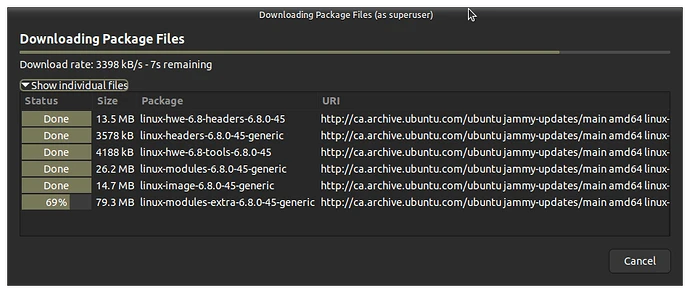 Downloading Package Files (as superuser)
Downloading Package Files
Download rate: 3398 kB/s - 7s remaining
Show individual files
Status Size Package URI
Done 13.5 MB linux-hwe-6.8-headers-6.8.0-45 http://ca.archive.ubuntu.com/ubuntu jammy-updates/main amd64 linux-
Done 3578 kB linux-headers-6.8.0-45-generic http://ca.archive.ubuntu.com/ubuntu jammy-updates/main amd64 linux-
Done 4188 kB linux-hwe-6.8-tools-6.8.0-45 http://ca.archive.ubuntu.com/ubuntu jammy-updates/main amd64 linux-
Done 26.2 MB linux-modules-6.8.0-45-generic http://ca.archive.ubuntu.com/ubuntu jammy-updates/main amd64 linux-
Done 14.7 MB linux-image-6.8.0-45-generic http://ca.archive.ubuntu.com/ubuntu jammy-updates/main amd64 linux-
69% 79.3 MB linux-modules-extra-6.8.0-45-generic http://ca.archive.ubuntu.com/ubuntu jammy-updates/main amd64 linux-
Cancel